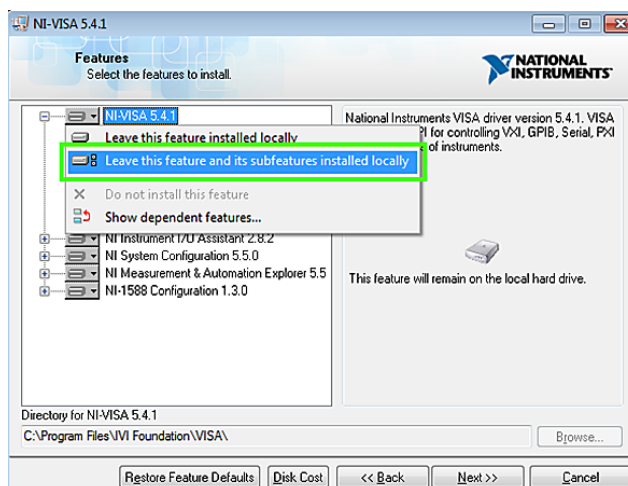 NI-VISA 5.4.1
Features
Select the features to install.
NATIONAL
INSTRUMENTS
NI-VISA 5.4.1
Leave this feature installed locally
Leave this feature and its subfeatures installed locally
Do not install this feature
Show dependent features...
NI Instrument I/O Assistant 2.8.2
NI System Configuration 5.5.0
NI Measurement & Automation Explorer 5.5
NI-1588 Configuration 1.3.0
National Instruments VISA driver version 5.4.1. VISA
for controlling VXI, GPIB, Serial, PXI
of instruments.
This feature will remain on the local hard drive.
Directory for NI-VISA 5.4.1
C:\Program Files\IVI Foundation\VISA\
Browse...
Restore Feature Defaults
Disk Cost
<< Back
Next >>
Cancel